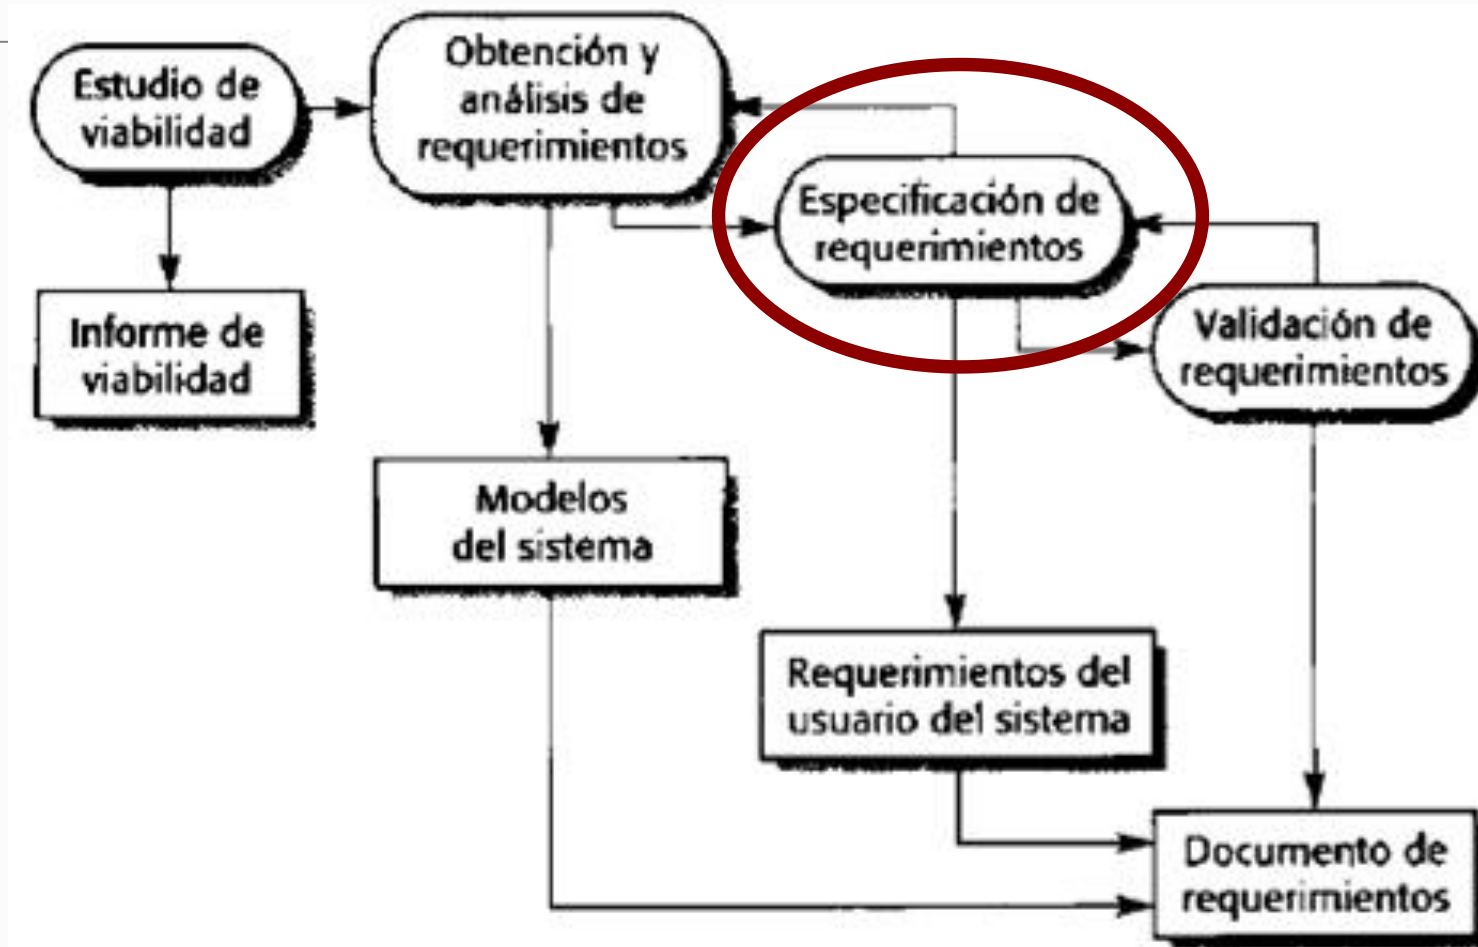 Estudio de
viabilidad
Obtención y
análisis de
requerimientos
Especificación de
requerimientos
Validación de
requerimientos
Informe de
viabilidad
Modelos
del sistema
Requerimientos del
usuario del sistema
Documento de
requerimientos